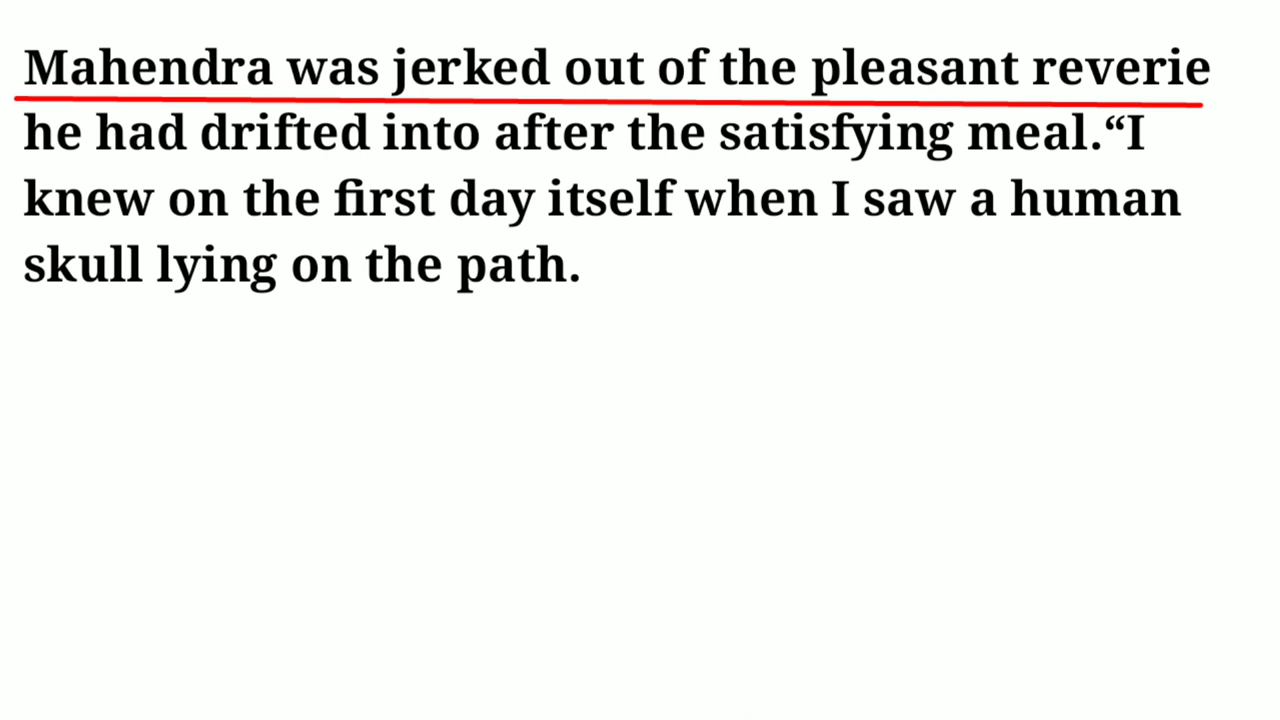 Mahendra was jerked out of the pleasant reverie
he had drifted into after the satisfying meal.“I
knew on the first day itself when I saw a human
skull lying on the path.